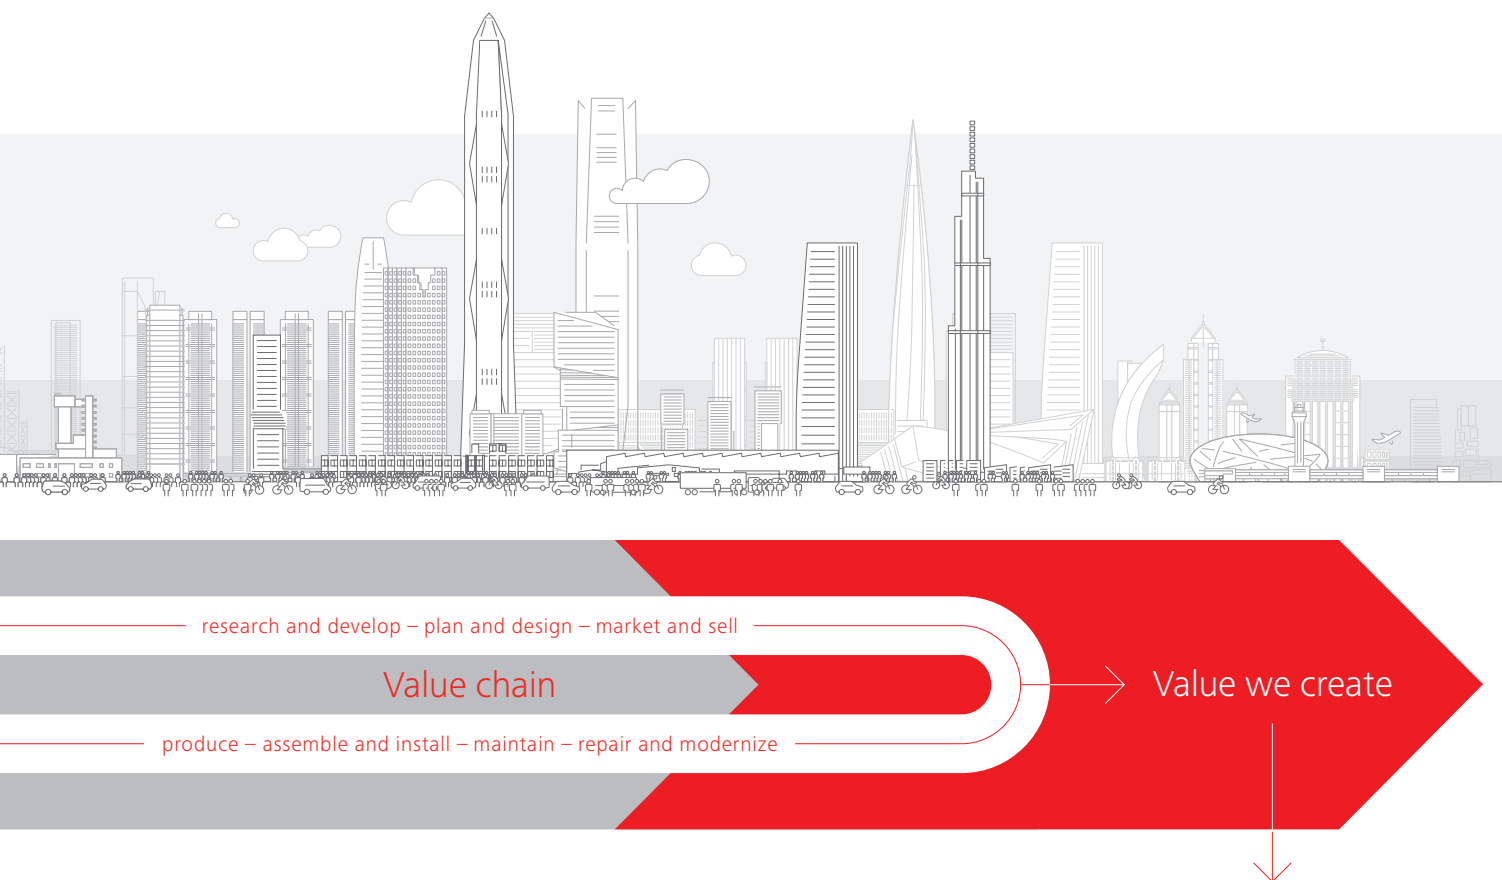 research and develop – plan and design – market and sell
Value chain
Value we create
produce – assemble and install – maintain – repair and modernize